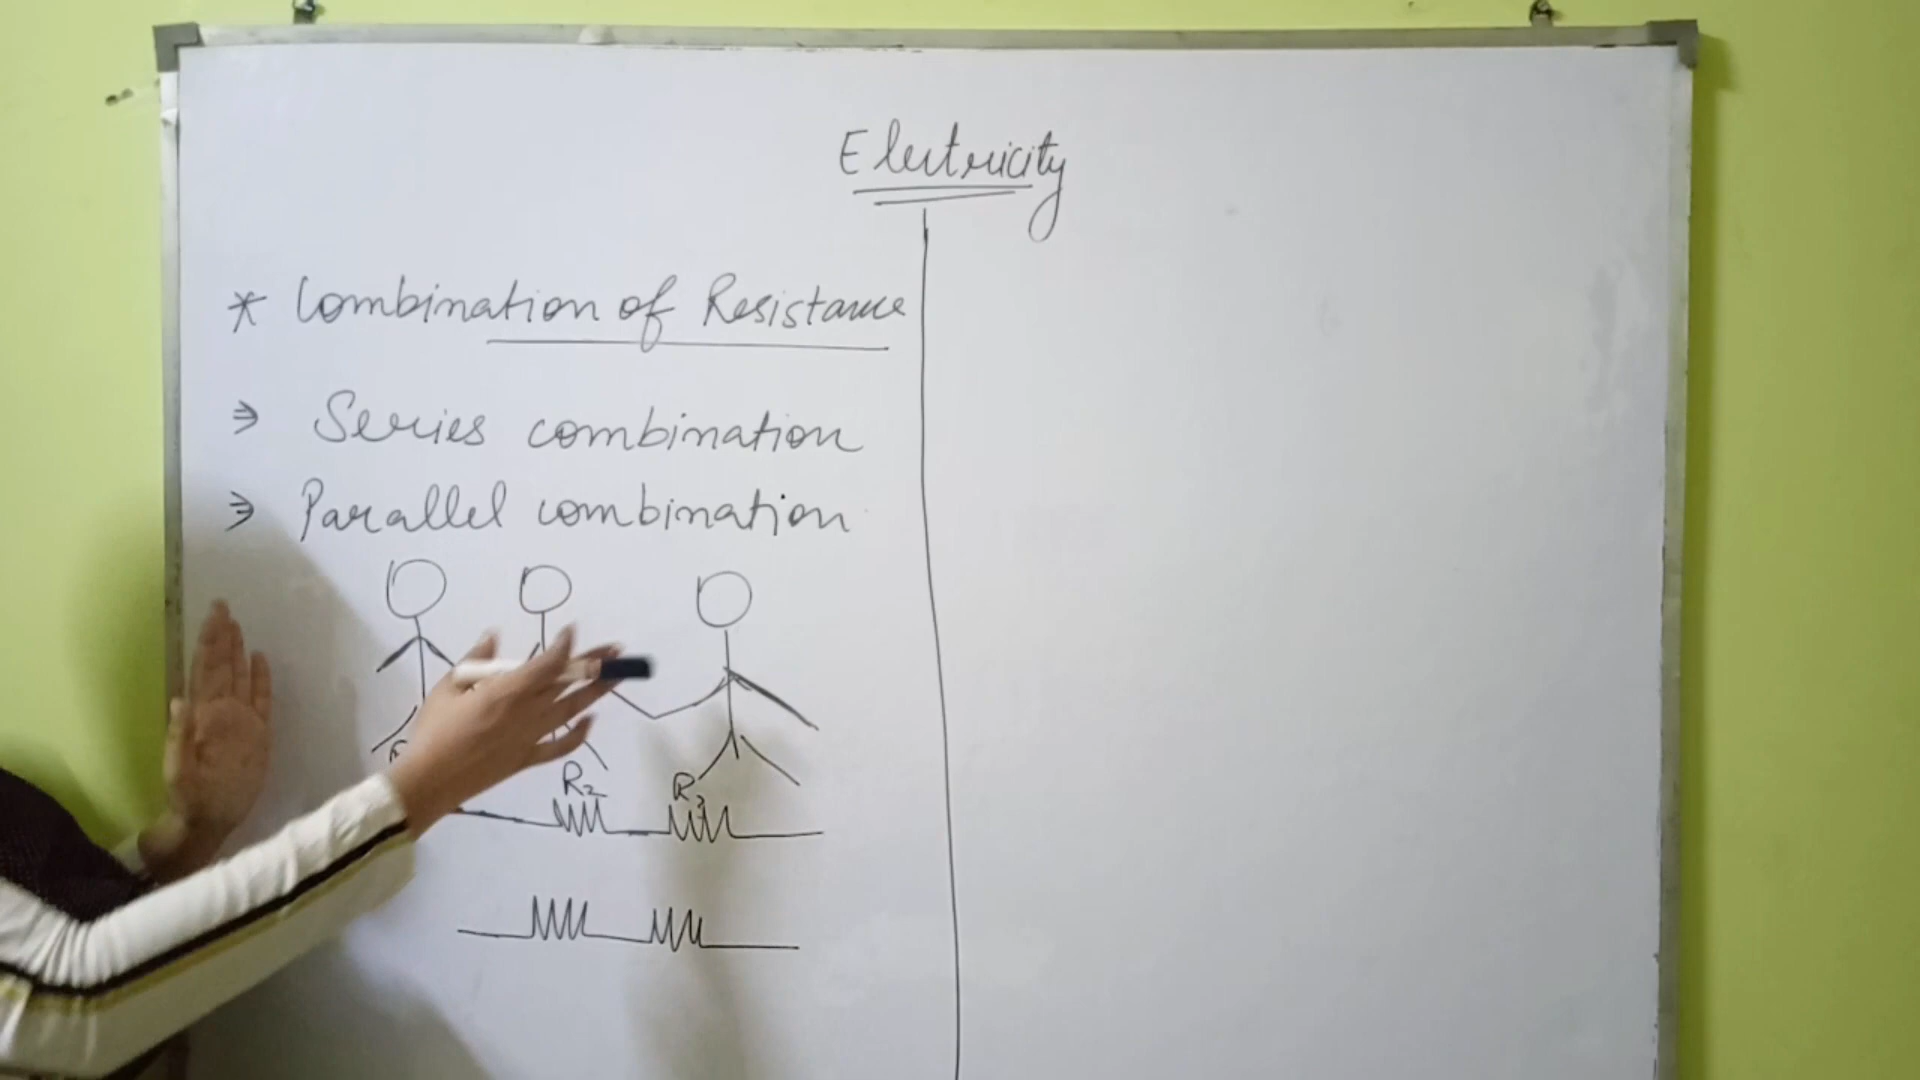 Electricity
* Combination of Resistance
⇒ Series combination
⇒ Parallel combination
R₂ R₃